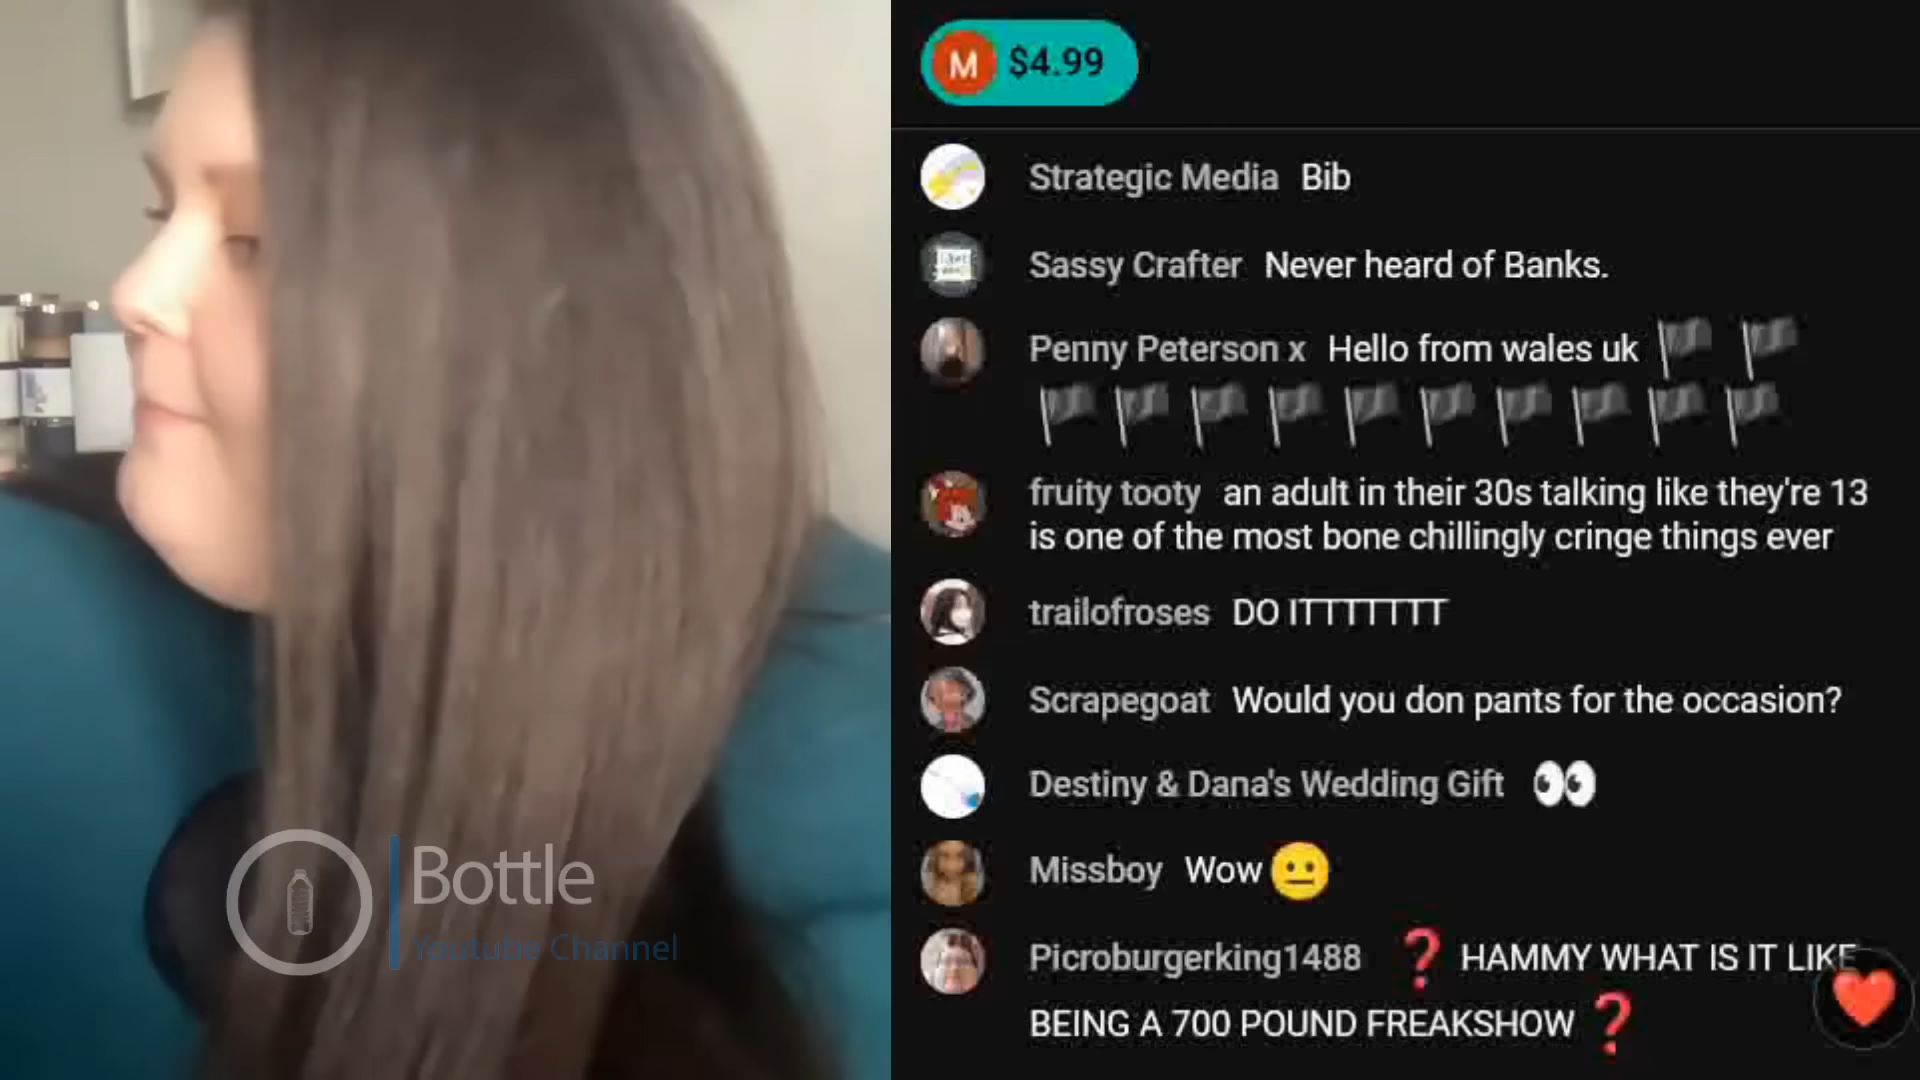 M $4.99
Strategic Media Bib
Sassy Crafter Never heard of Banks.
Penny Peterson x Hello from wales uk
fruity tooty an adult in their 30s talking like they're 13
is one of the most bone chillingly cringe things ever
trailofroses DO ITTTTTTT
Scrapegoat Would you don pants for the occasion?
Destiny & Dana's Wedding Gift
Missboy Wow
Picroburgerking1488 ❓ HAMMY WHAT IS IT LIKE
BEING A 700 POUND FREAKSHOW ❓
Bottle
Youtube Channel